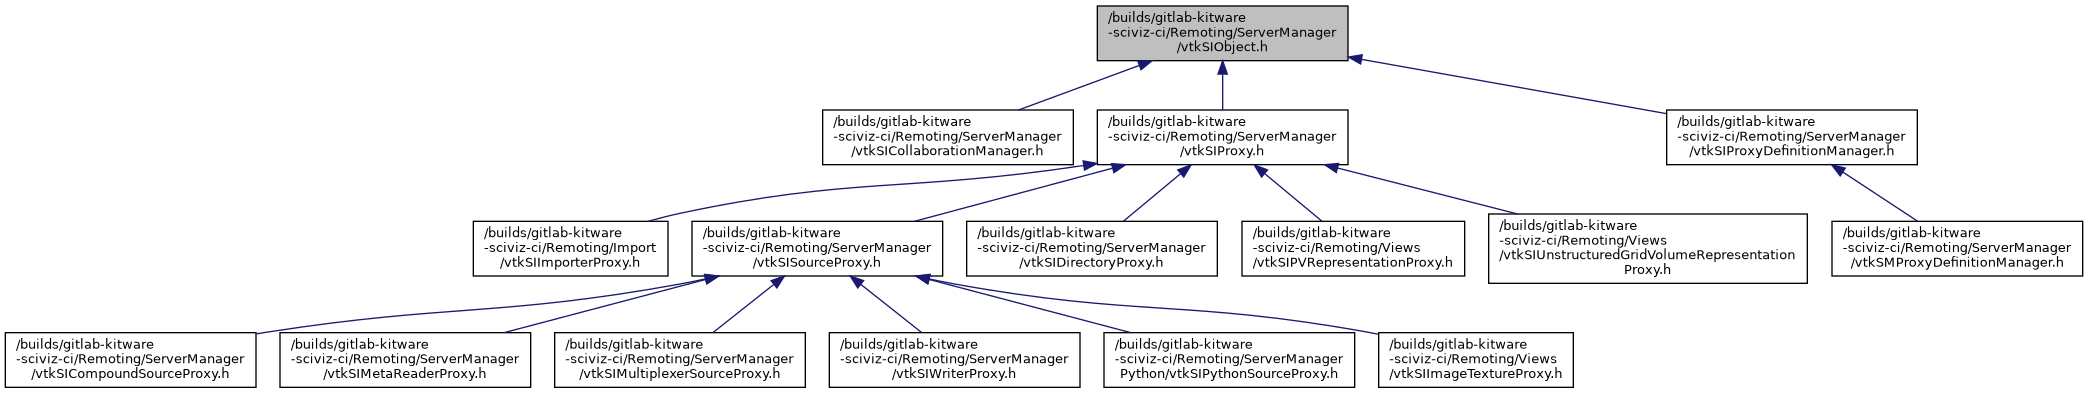 /builds/gitlab-kitware
-sciviz-ci/Remoting/ServerManager
/vtkSIObject.h
/builds/gitlab-kitware
-sciviz-ci/Remoting/ServerManager
/vtkSICollaborationManager.h
/builds/gitlab-kitware
-sciviz-ci/Remoting/ServerManager
/vtkSIProxy.h
/builds/gitlab-kitware
-sciviz-ci/Remoting/ServerManager
/vtkSIProxyDefinitionManager.h
/builds/gitlab-kitware
-sciviz-ci/Remoting/Import
/vtkSIImporterProxy.h
/builds/gitlab-kitware
-sciviz-ci/Remoting/ServerManager
/vtkSISourceProxy.h
/builds/gitlab-kitware
-sciviz-ci/Remoting/ServerManager
/vtkSIDirectoryProxy.h
/builds/gitlab-kitware
-sciviz-ci/Remoting/Views
/vtkSIPVRepresentationProxy.h
/builds/gitlab-kitware
-sciviz-ci/Remoting/Views
/vtkSIUnstructuredGridVolumeRepresentation
Proxy.h
/builds/gitlab-kitware
-sciviz-ci/Remoting/ServerManager
/vtkSMProxyDefinitionManager.h
/builds/gitlab-kitware
-sciviz-ci/Remoting/ServerManager
/vtkSICompoundSourceProxy.h
/builds/gitlab-kitware
-sciviz-ci/Remoting/ServerManager
/vtkSIMetaReaderProxy.h
/builds/gitlab-kitware
-sciviz-ci/Remoting/ServerManager
/vtkSIMultiplexerSourceProxy.h
/builds/gitlab-kitware
-sciviz-ci/Remoting/ServerManager
/vtkSIWriterProxy.h
/builds/gitlab-kitware
-sciviz-ci/Remoting/ServerManager
Python/vtkSIPythonSourceProxy.h
/builds/gitlab-kitware
-sciviz-ci/Remoting/Views
/vtkSIImageTextureProxy.h